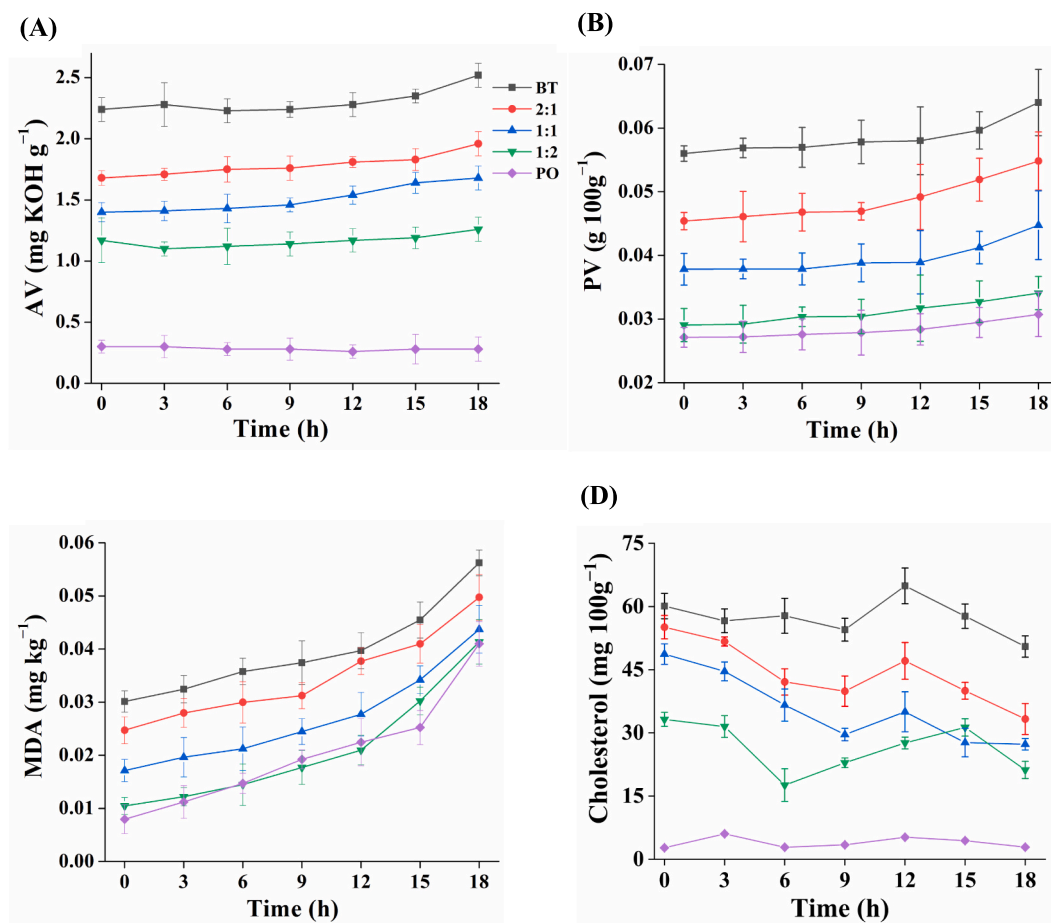 (A)
AV (mg KOH g⁻¹)
2.5
2.0
1.5
1.0
0.5
0.0
0 3 6 9 12 15 18
Time (h)
BT
2:1
1:1
1:2
PO
(B)
PV (g 100g⁻¹)
0.07
0.06
0.05
0.04
0.03
0.02
0 3 6 9 12 15 18
Time (h)
MDA (mg kg⁻¹)
0.06
0.05
0.04
0.03
0.02
0.01
0.00
0 3 6 9 12 15 18
Time (h)
(D)
Cholesterol (mg 100g⁻¹)
75
60
45
30
15
0
0 3 6 9 12 15 18
Time (h)